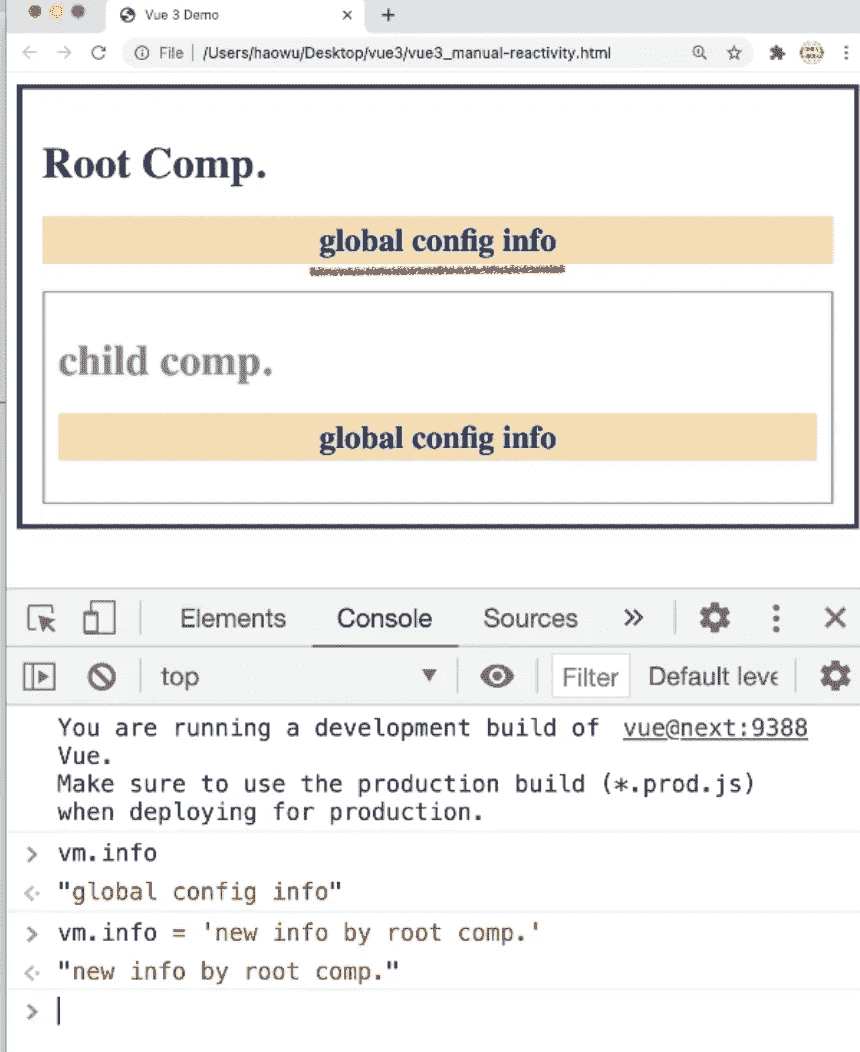 Vue 3 Demo
File | /Users/haowu/Desktop/vue3/vue3_manual-reactivity.html
Root Comp.
global config info
child comp.
global config info
Elements Console Sources
top Filter Default leve
You are running a development build of vue@next:9388
Vue.
Make sure to use the production build (*.prod.js)
when deploying for production.
> vm.info
"global config info"
> vm.info = 'new info by root comp.'
"new info by root comp."
>